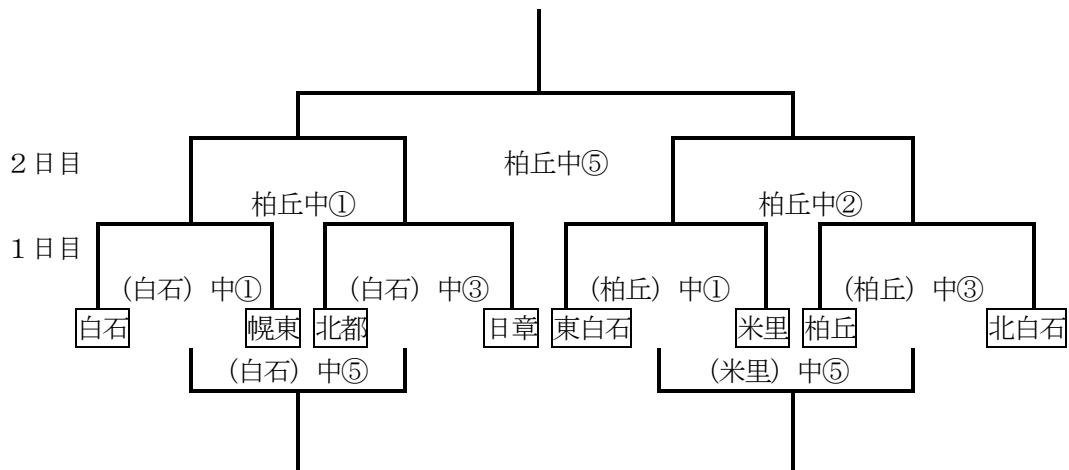 ２日目
柏丘中⑤
柏丘中① 柏丘中②
１日目
（白石）中① （白石）中③ （柏丘）中① （柏丘）中③
白石 幌東 北都 日章 東白石 米里 柏丘 北白石
（白石）中⑤ （米里）中⑤